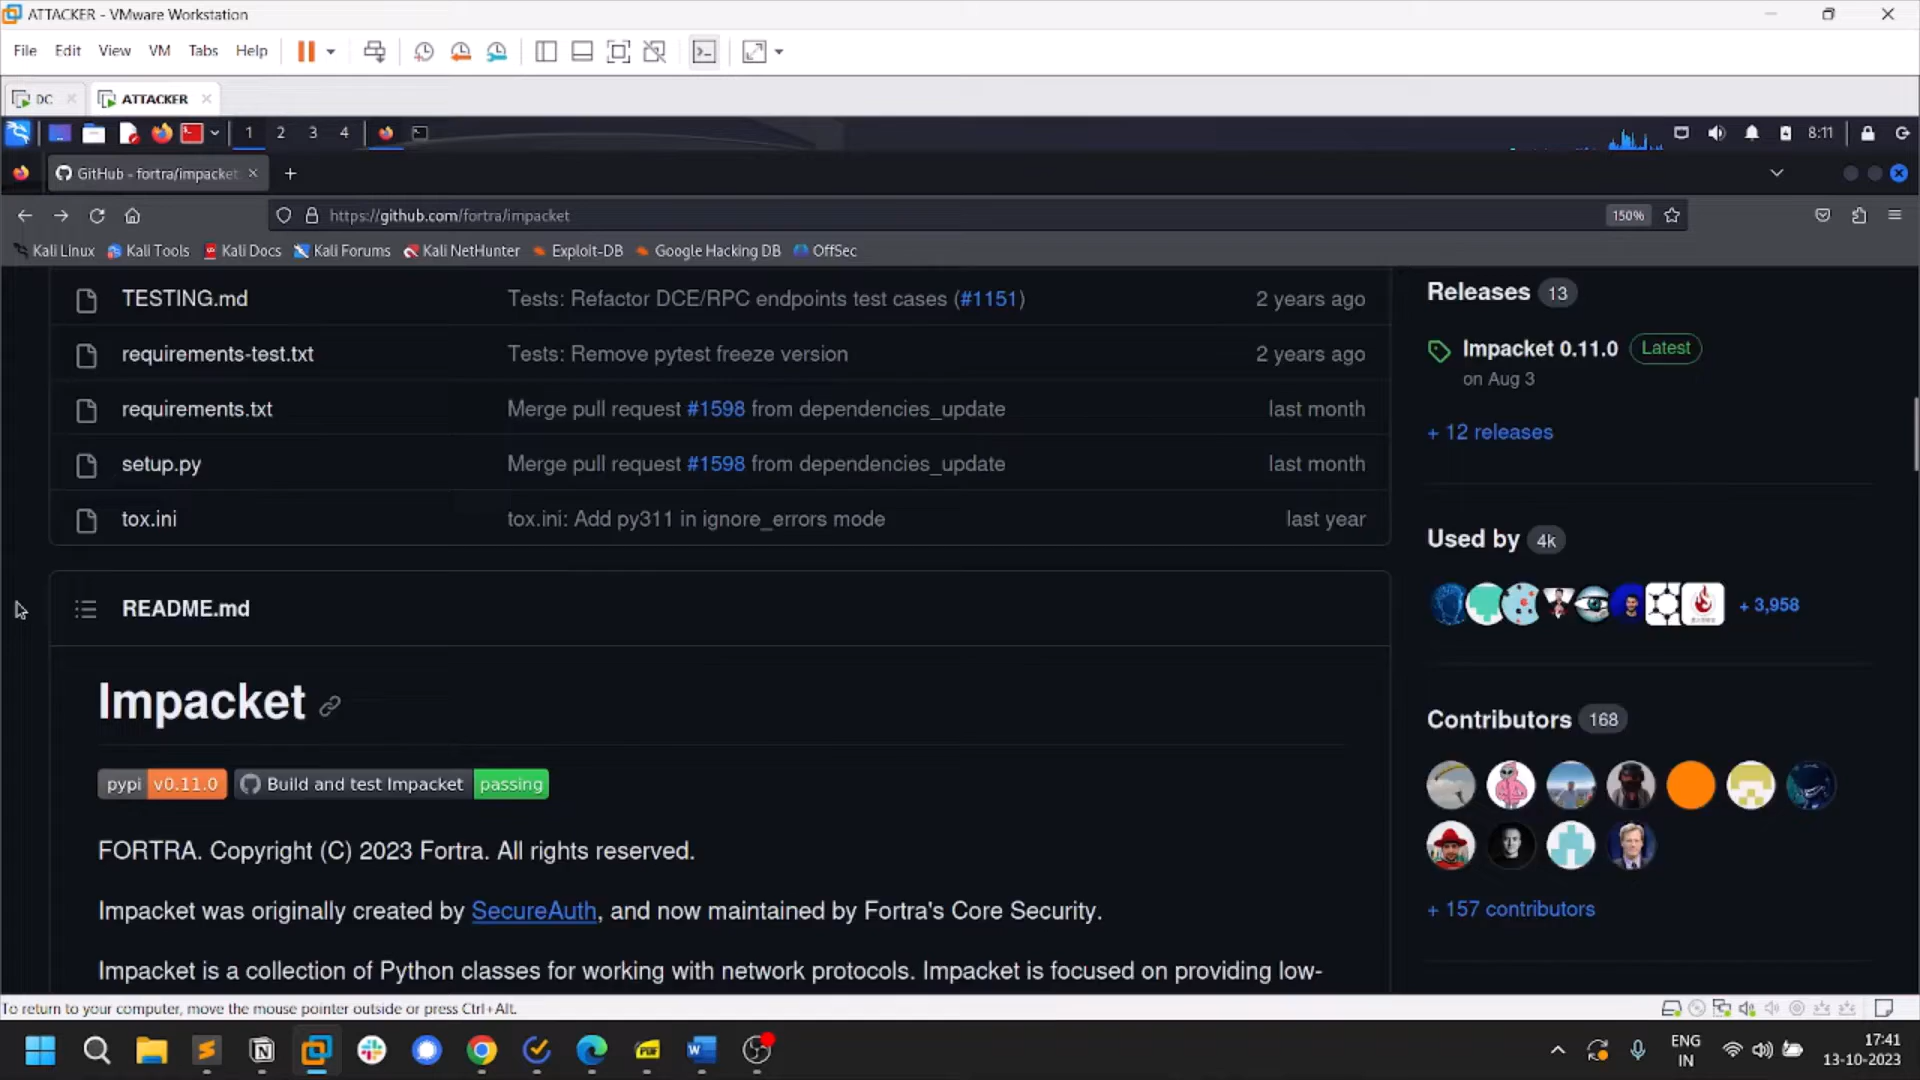 ATTACKER - VMware Workstation
File Edit View VM Tabs Help
DC ATTACKER
1 2 3 4 8:11
GitHub - fortra/impacket
https://github.com/fortra/impacket 150%
Kali Linux Kali Tools Kali Docs Kali Forums Kali NetHunter Exploit-DB Google Hacking DB OffSec
TESTING.md Tests: Refactor DCE/RPC endpoints test cases (#1151) 2 years ago
requirements-test.txt Tests: Remove pytest freeze version 2 years ago
requirements.txt Merge pull request #1598 from dependencies_update last month
setup.py Merge pull request #1598 from dependencies_update last month
tox.ini tox.ini: Add py311 in ignore_errors mode last year
README.md
Impacket
pypi v0.11.0 Build and test Impacket passing
FORTRA. Copyright (C) 2023 Fortra. All rights reserved.
Impacket was originally created by SecureAuth, and now maintained by Fortra's Core Security.
Impacket is a collection of Python classes for working with network protocols. Impacket is focused on providing low-
Releases 13
Impacket 0.11.0 Latest
on Aug 3
+ 12 releases
Used by 4k
+ 3,958
Contributors 168
+ 157 contributors
To return to your computer, move the mouse pointer outside or press Ctrl+Alt.
ENG
IN
17:41
13-10-2023